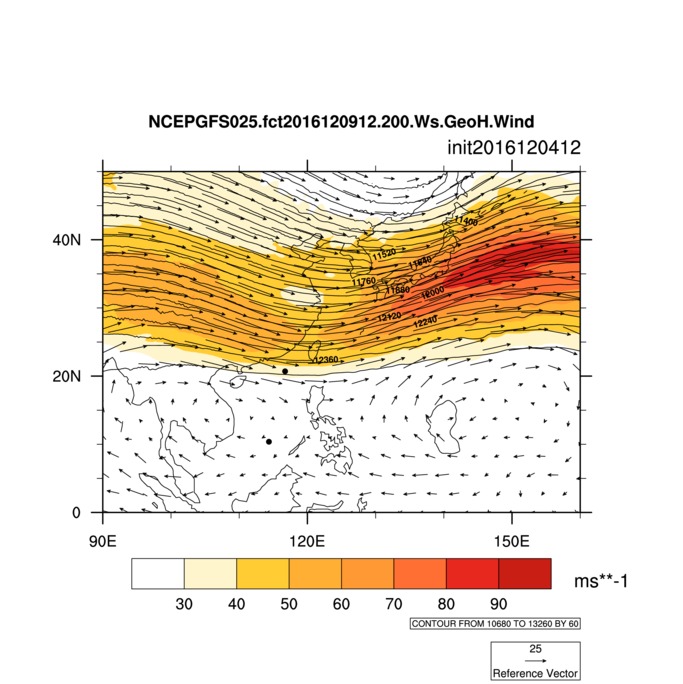 NCEPGFS025.fct2016120912.200.Ws.GeoH.Wind
init2016120412
11400
40N
11520
11640
11760
11880
12000
12120
12240
12360
20N
0
90E 120E 150E
ms**-1
30 40 50 60 70 80 90
CONTOUR FROM 10680 TO 13260 BY 60
25
Reference Vector